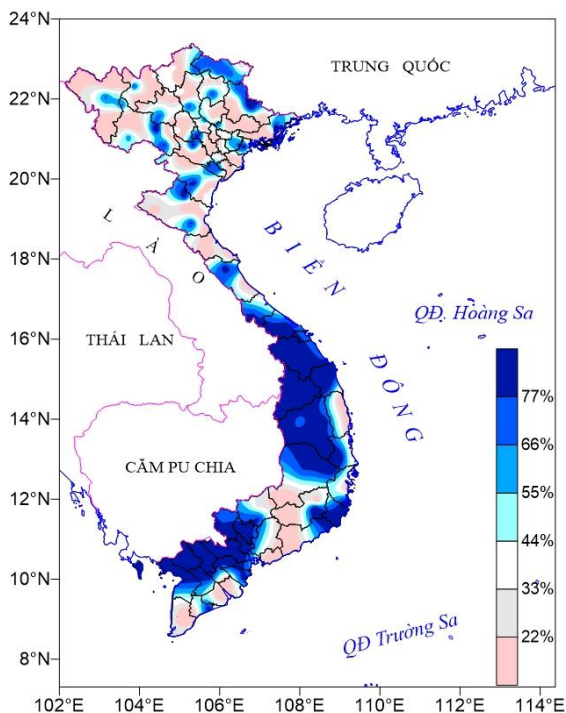 24°N
22°N
20°N
18°N
16°N
14°N
12°N
10°N
8°N
TRUNG QUỐC
LÀO
BIỂN ĐÔNG
QĐ. Hoàng Sa
THÁI LAN
CĂM PU CHIA
QĐ Trường Sa
77%
66%
55%
44%
33%
22%
102°E 104°E 106°E 108°E 110°E 112°E 114°E